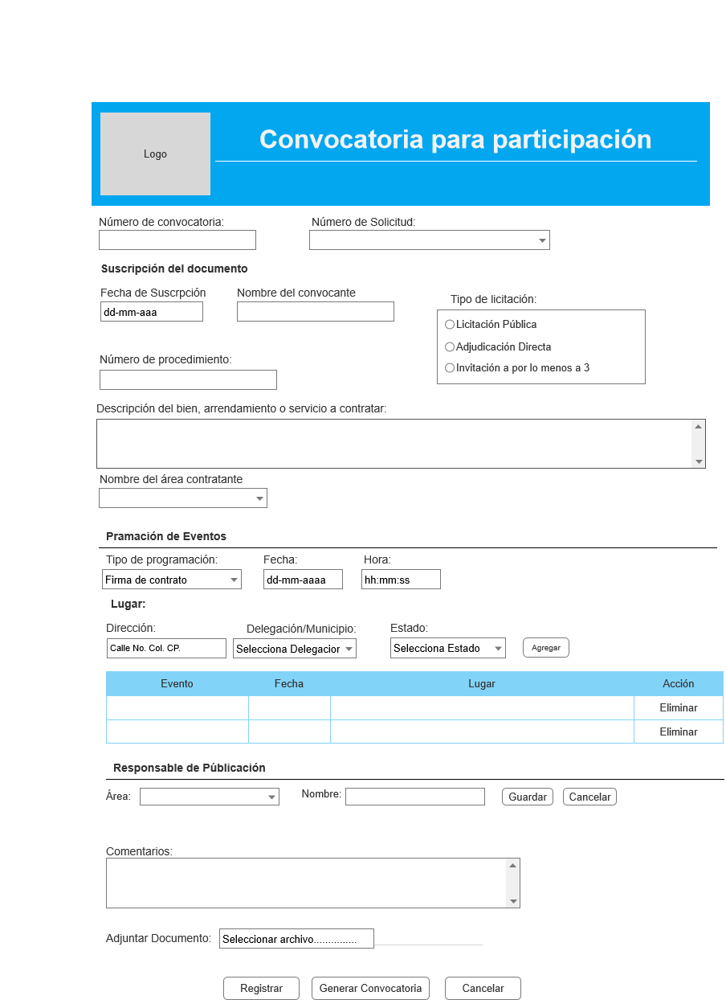 Logo
Convocatoria para participación
Número de convocatoria: Número de Solicitud:
Suscripción del documento
Fecha de Suscrpción Nombre del convocante
Tipo de licitación:
dd-mm-aaa
Licitación Pública
Adjudicación Directa
Número de procedimiento:
Invitación a por lo menos a 3
Descripción del bien, arrendamiento o servicio a contratar:
Nombre del área contratante
Pramación de Eventos
Tipo de programación: Fecha: Hora:
Firma de contrato dd-mm-aaaa hh:mm:ss
Lugar:
Dirección: Delegación/Municipio: Estado:
Calle No. Col. CP. Selecciona Delegacior Selecciona Estado Agregar
Evento Fecha Lugar Acción
Eliminar
Eliminar
Responsable de Públicación
Área: Nombre: Guardar Cancelar
Comentarios:
Adjuntar Documento: Seleccionar archivo...............
Registrar Generar Convocatoria Cancelar